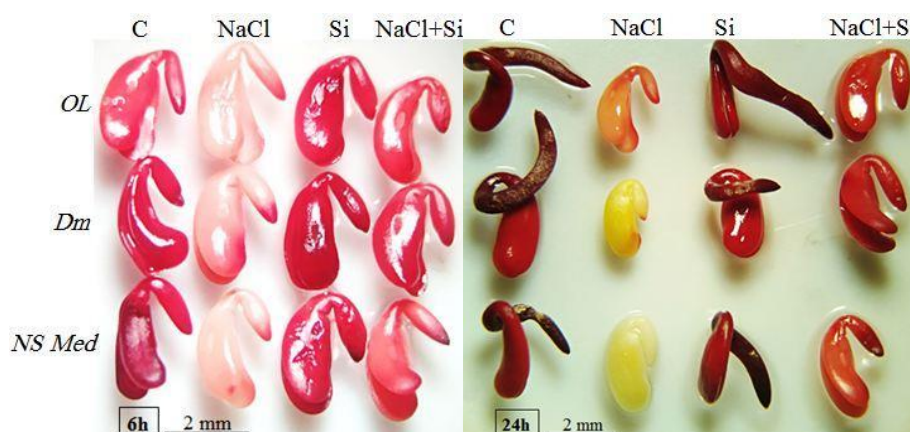 C NaCl Si NaCl+Si C NaCl Si NaCl+S
OL
Dm
NS Med
6h 2 mm 24h 2 mm